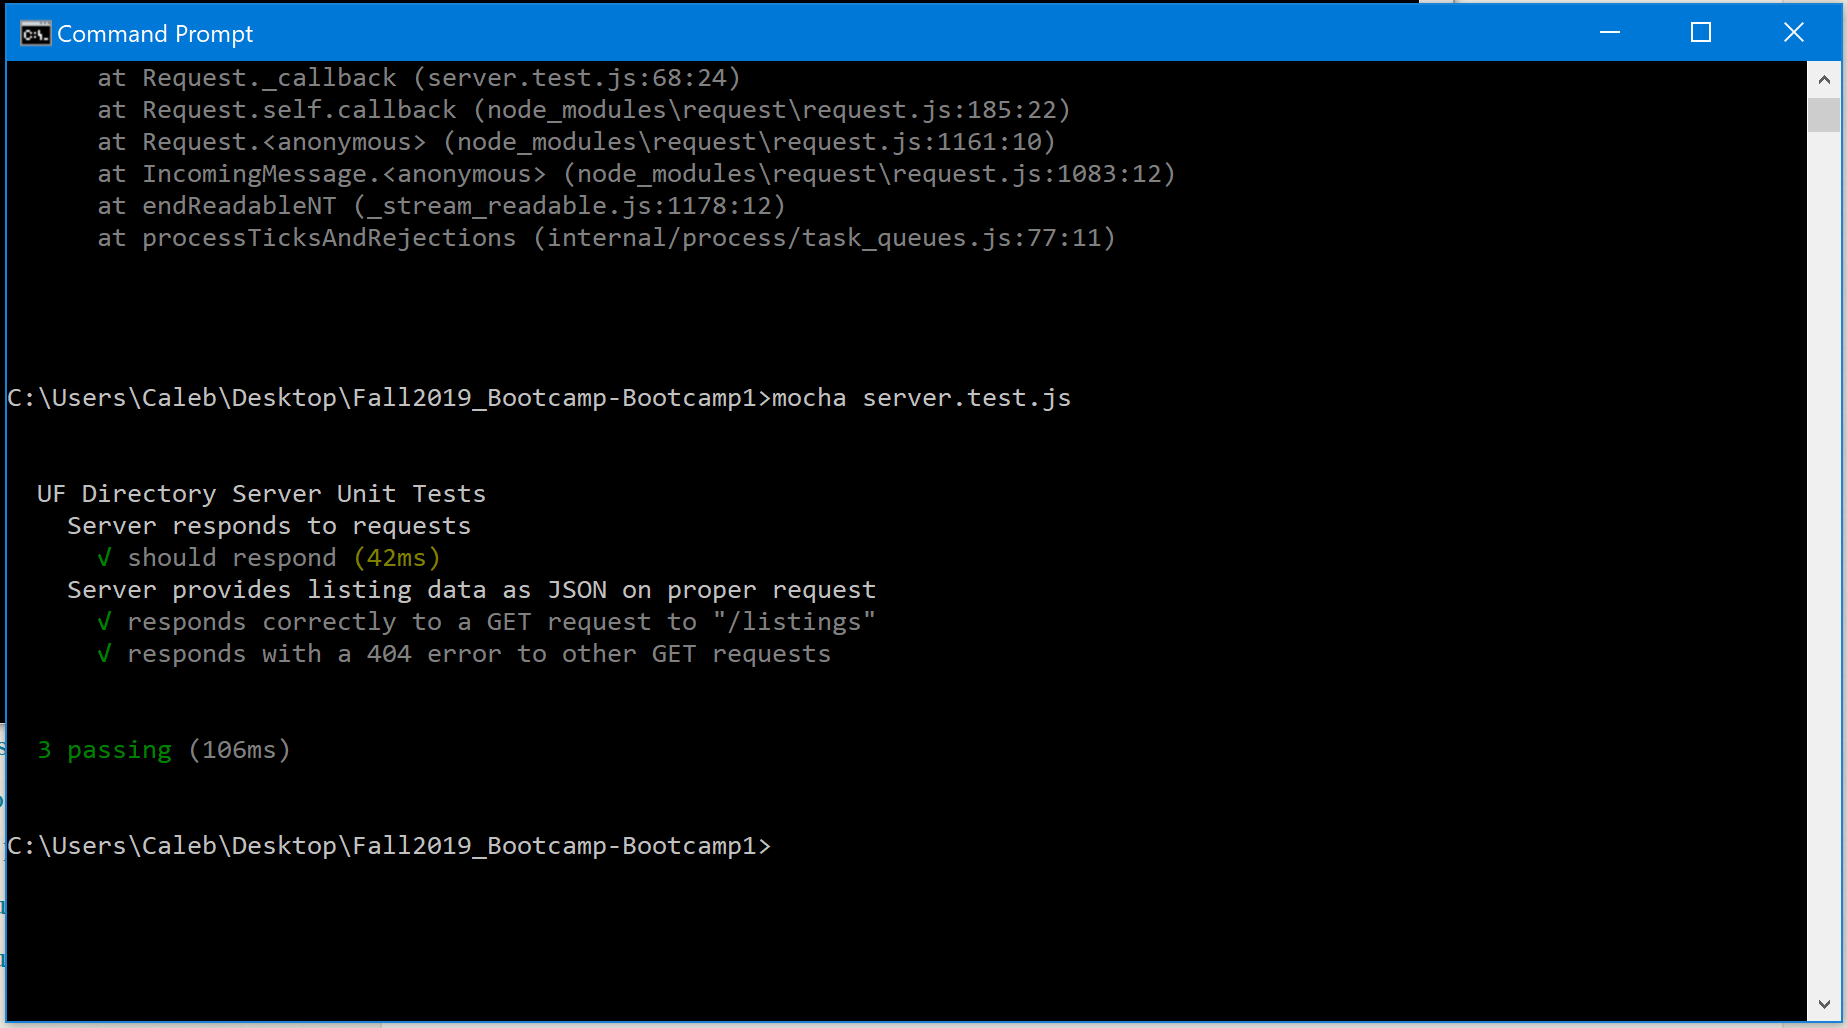 Command Prompt
at Request._callback (server.test.js:68:24)
at Request.self.callback (node_modules\request\request.js:185:22)
at Request.<anonymous> (node_modules\request\request.js:1161:10)
at IncomingMessage.<anonymous> (node_modules\request\request.js:1083:12)
at endReadableNT (_stream_readable.js:1178:12)
at processTicksAndRejections (internal/process/task_queues.js:77:11)
C:\Users\Caleb\Desktop\Fall2019_Bootcamp-Bootcamp1>mocha server.test.js
UF Directory Server Unit Tests
Server responds to requests
√ should respond (42ms)
Server provides listing data as JSON on proper request
√ responds correctly to a GET request to "/listings"
√ responds with a 404 error to other GET requests
3 passing (106ms)
C:\Users\Caleb\Desktop\Fall2019_Bootcamp-Bootcamp1>